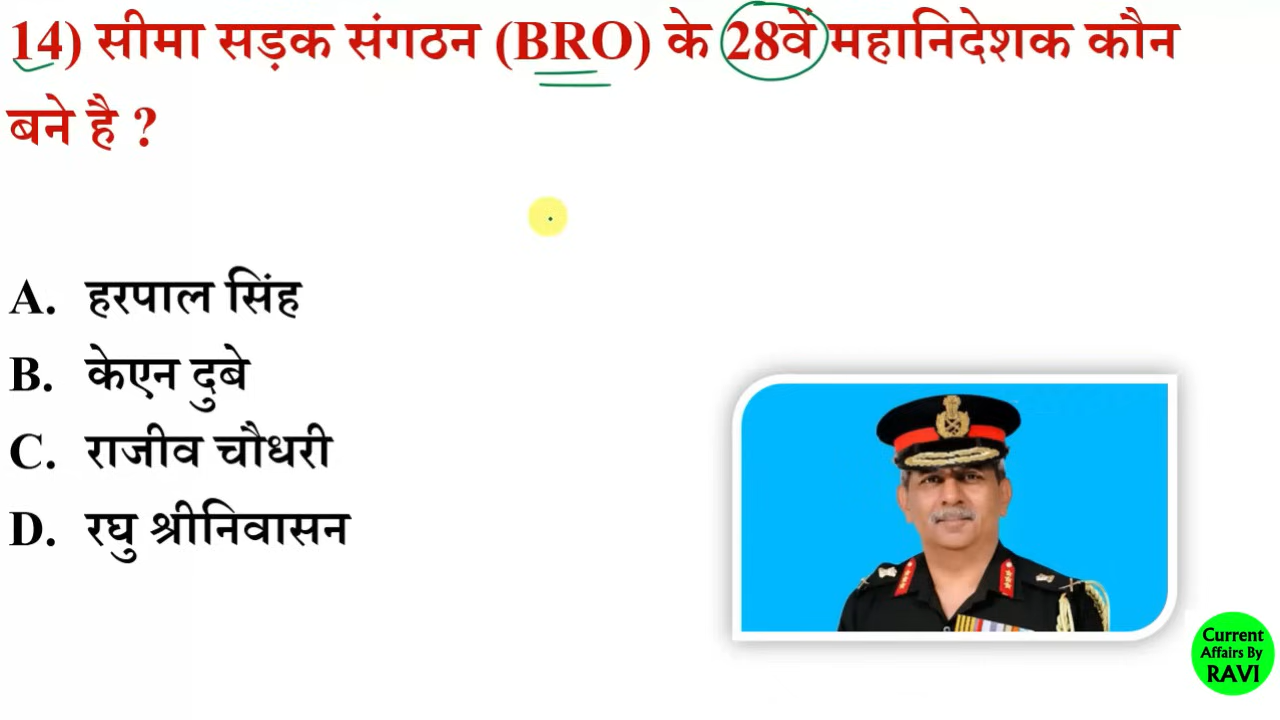 14) सीमा सड़क संगठन (BRO) के 28वें महानिदेशक कौन
बने है ?
A. हरपाल सिंह
B. केएन दुबे
C. राजीव चौधरी
D. रघु श्रीनिवासन
Current
Affairs By
RAVI